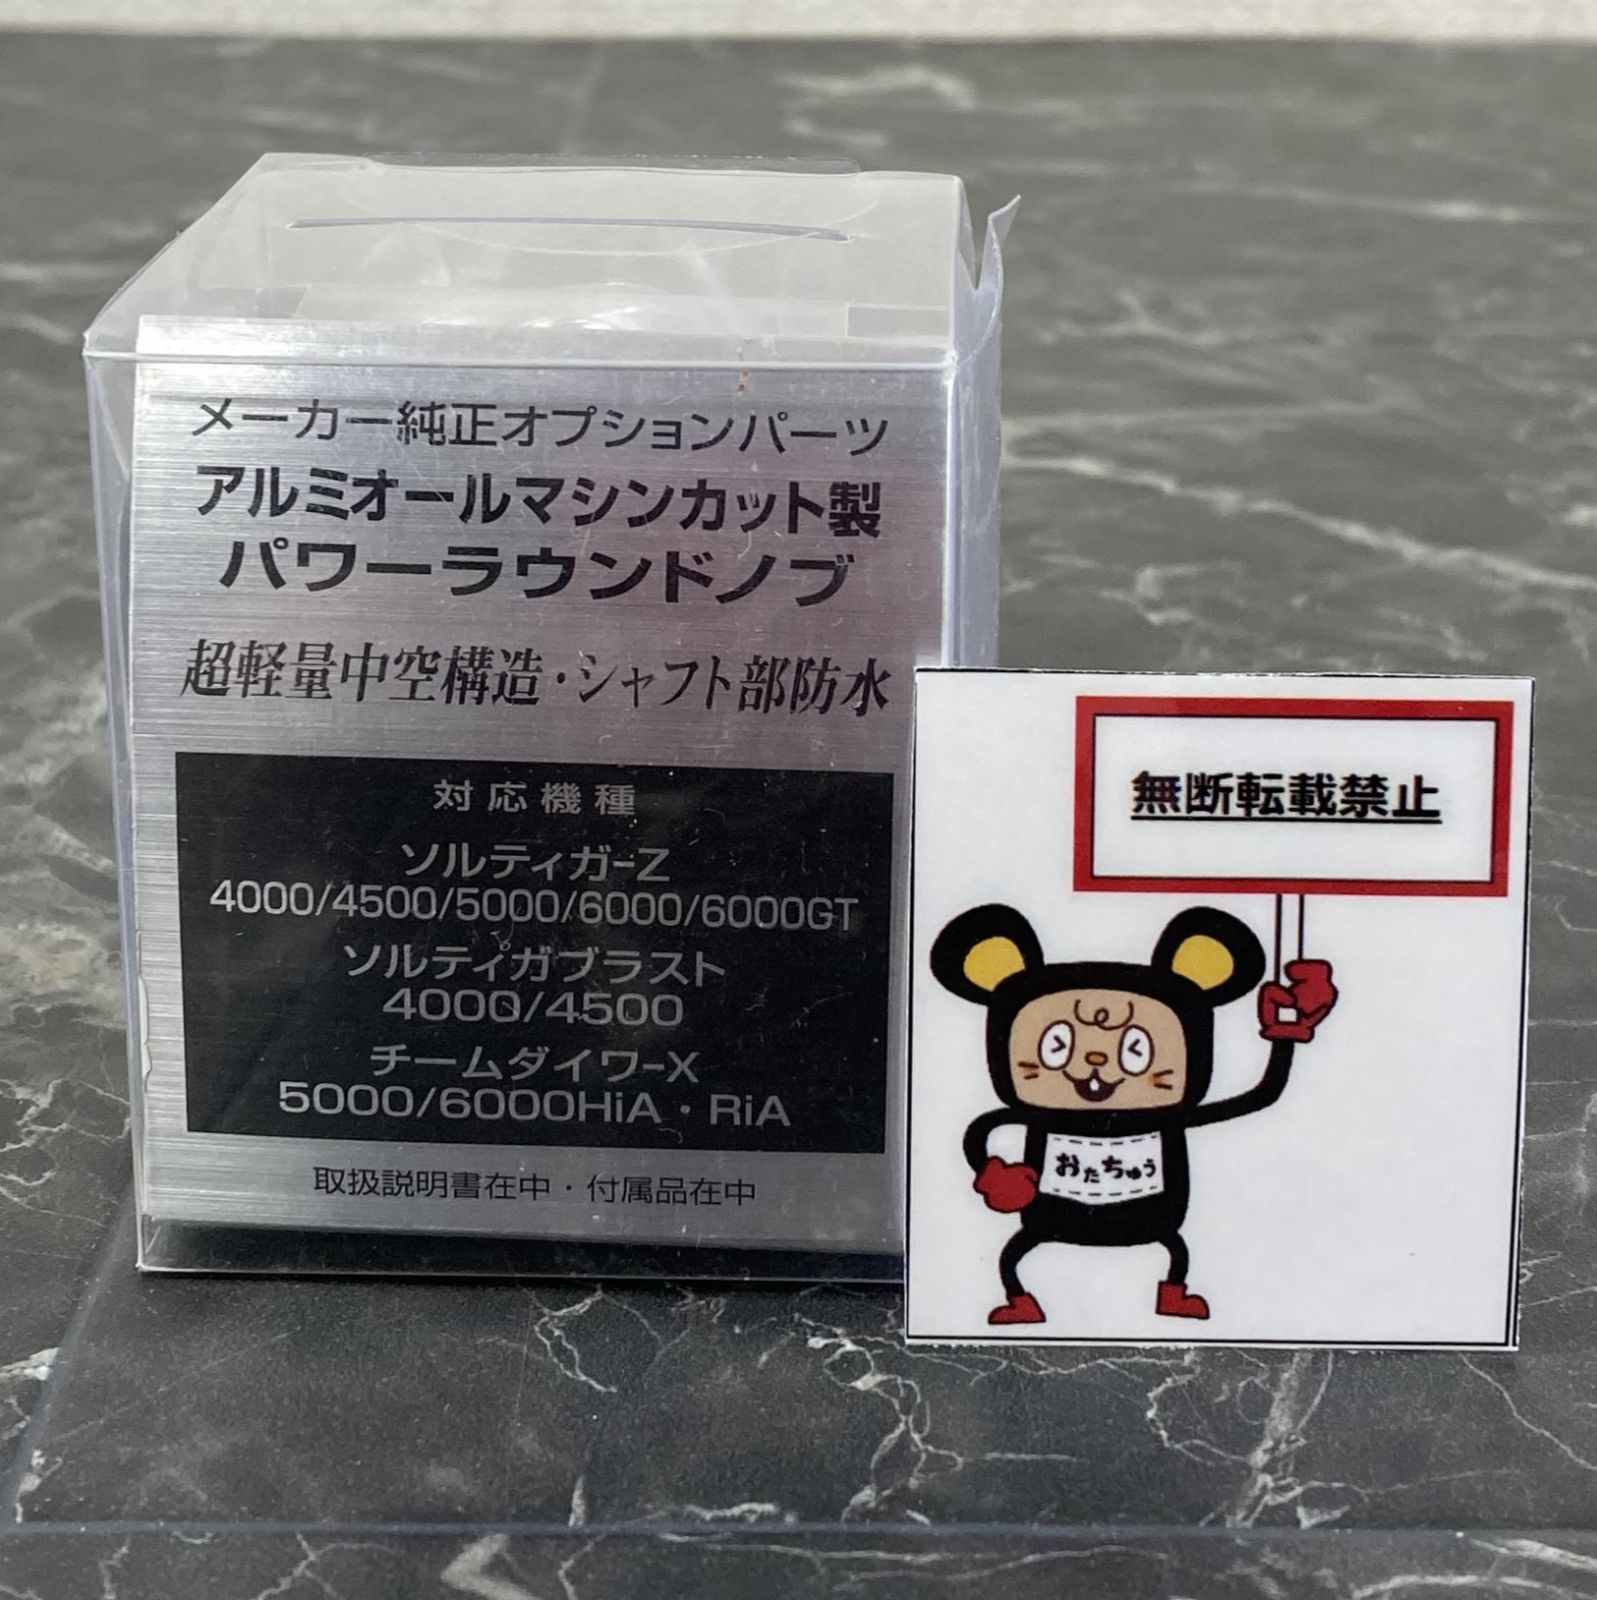 メーカー純正オプションパーツ
アルミオールマシンカット製
パワーラウンドノブ
超軽量中空構造・シャフト部防水
対応機種
ソルティガ-Z
4000/4500/5000/6000/6000GT
ソルティガブラスト
4000/4500
チームダイワ-X
5000/6000HiA・RiA
取扱説明書在中・付属品在中
無断転載禁止
おたちゅう